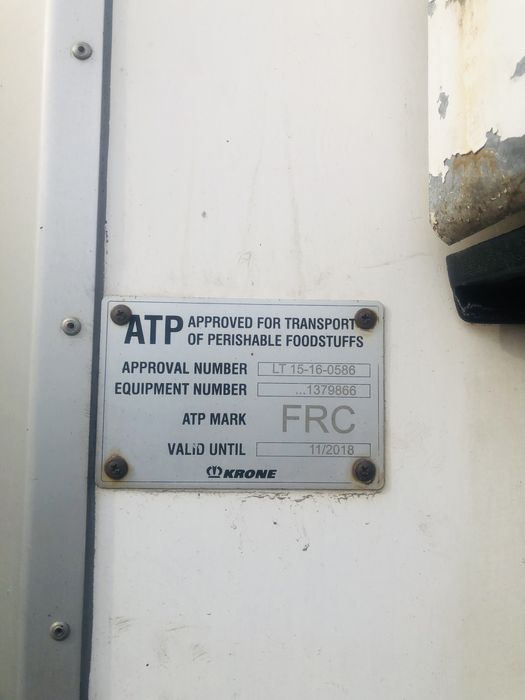 ATP APPROVED FOR TRANSPORT
OF PERISHABLE FOODSTUFFS
APPROVAL NUMBER LT 15-16-0586
EQUIPMENT NUMBER ...1379866
ATP MARK FRC
VALID UNTIL 11/2018
KRONE